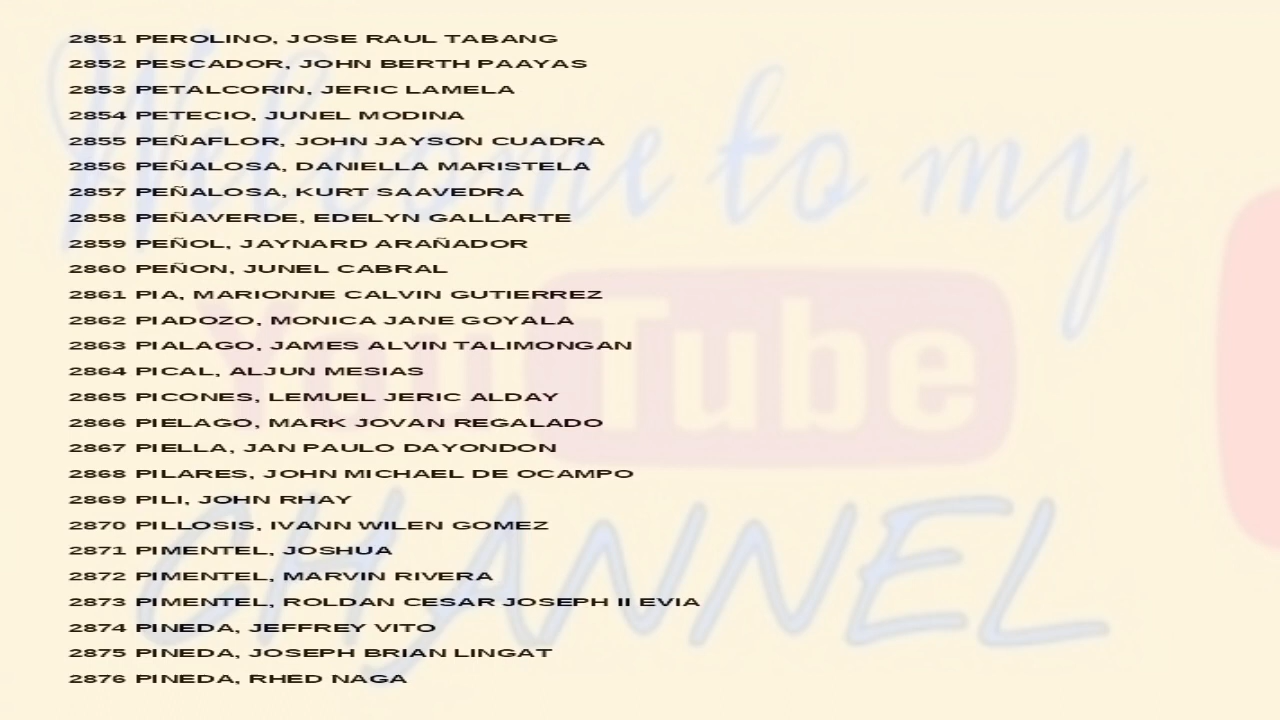 2851 PEROLINO, JOSE RAUL TABANG
2852 PESCADOR, JOHN BERTH PAAYAS
2853 PETALCORIN, JERIC LAMELA
2854 PETECIO, JUNEL MODINA
2855 PEÑAFLOR, JOHN JAYSON CUADRA
2856 PEÑALOSA, DANIELLA MARISTELA
2857 PEÑALOSA, KURT SAAVEDRA
2858 PEÑAVERDE, EDELYN GALLARTE
2859 PEÑOL, JAYNARD ARAÑADOR
2860 PEÑON, JUNEL CABRAL
2861 PIA, MARIONNE CALVIN GUTIERREZ
2862 PIADOZO, MONICA JANE GOYALA
2863 PIALAGO, JAMES ALVIN TALIMONGAN
2864 PICAL, ALJUN MESIAS
2865 PICONES, LEMUEL JERIC ALDAY
2866 PIELAGO, MARK JOVAN REGALADO
2867 PIELLA, JAN PAULO DAYONDON
2868 PILARES, JOHN MICHAEL DE OCAMPO
2869 PILI, JOHN RHAY
2870 PILLOSIS, IVANN WILEN GOMEZ
2871 PIMENTEL, JOSHUA
2872 PIMENTEL, MARVIN RIVERA
2873 PIMENTEL, ROLDAN CESAR JOSEPH II EVIA
2874 PINEDA, JEFFREY VITO
2875 PINEDA, JOSEPH BRIAN LINGAT
2876 PINEDA, RHED NAGA
Welcome to my
YouTube
CHANNEL